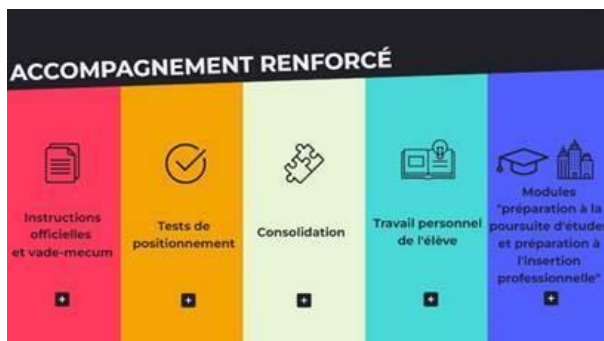 ACCOMPAGNEMENT RENFORCÉ
Instructions
officielles
et vade-mecum
Tests de
positionnement
Consolidation
Travail personnel
de l'élève
Modules
"préparation à la
poursuite d'études
et préparation à
l'insertion
professionnelle"